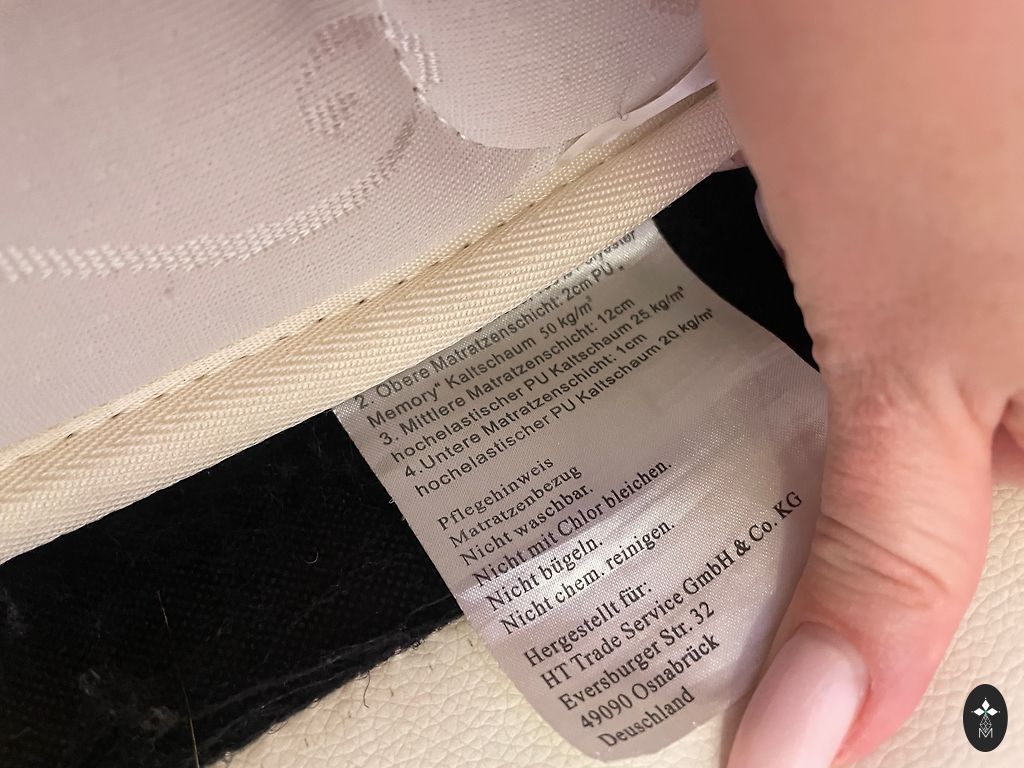 2. Obere Matratzenschicht: 2cm PU „
Memory" Kaltschaum 50 kg/m³
3. Mittlere Matratzenschicht: 12cm
hochelastischer PU Kaltschaum 25 kg/m³
4. Untere Matratzenschicht: 1cm
hochelastischer PU Kaltschaum 20 kg/m³
Pflegehinweis
Matratzenbezug
Nicht waschbar.
Nicht mit Chlor bleichen.
Nicht bügeln.
Nicht chem. reinigen.
Hergestellt für:
HT Trade Service GmbH & Co. KG
Eversburger Str. 32
49090 Osnabrück
Deuschland
M